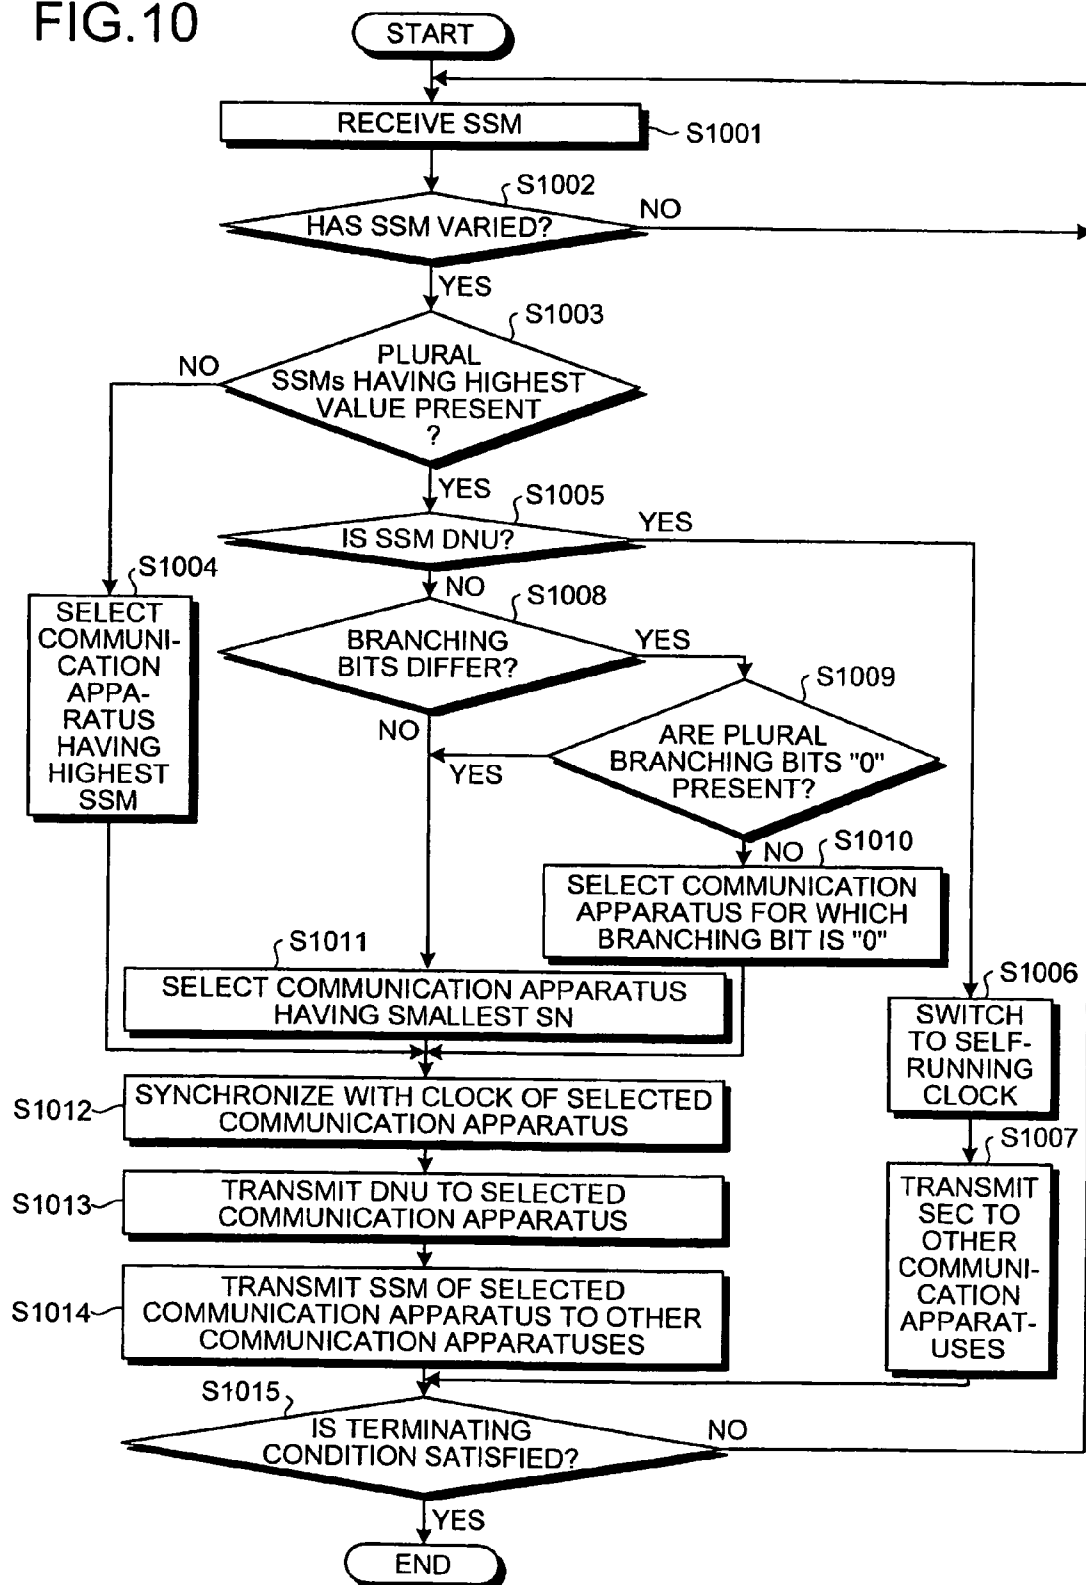 FIG.10
START
RECEIVE SSM
S1001
S1002
HAS SSM VARIED?
NO
YES
S1003
NO
PLURAL
SSMs HAVING HIGHEST
VALUE PRESENT
?
YES
S1005
IS SSM DNU?
YES
S1004
NO
SELECT
COMMUNI-
CATION
APPA-
RATUS
HAVING
HIGHEST
SSM
S1008
BRANCHING
BITS DIFFER?
YES
NO
S1009
ARE PLURAL
BRANCHING BITS "0"
PRESENT?
YES
NO
S1010
SELECT COMMUNICATION
APPARATUS FOR WHICH
BRANCHING BIT IS "0"
S1011
SELECT COMMUNICATION APPARATUS
HAVING SMALLEST SN
S1006
SWITCH
TO SELF-
RUNNING
CLOCK
S1012
SYNCHRONIZE WITH CLOCK OF SELECTED
COMMUNICATION APPARATUS
S1007
TRANSMIT
SEC TO
OTHER
COMMUNI-
CATION
APPARAT-
USES
S1013
TRANSMIT DNU TO SELECTED
COMMUNICATION APPARATUS
S1014
TRANSMIT SSM OF SELECTED
COMMUNICATION APPARATUS TO OTHER
COMMUNICATION APPARATUSES
S1015
IS TERMINATING
CONDITION SATISFIED?
NO
YES
END